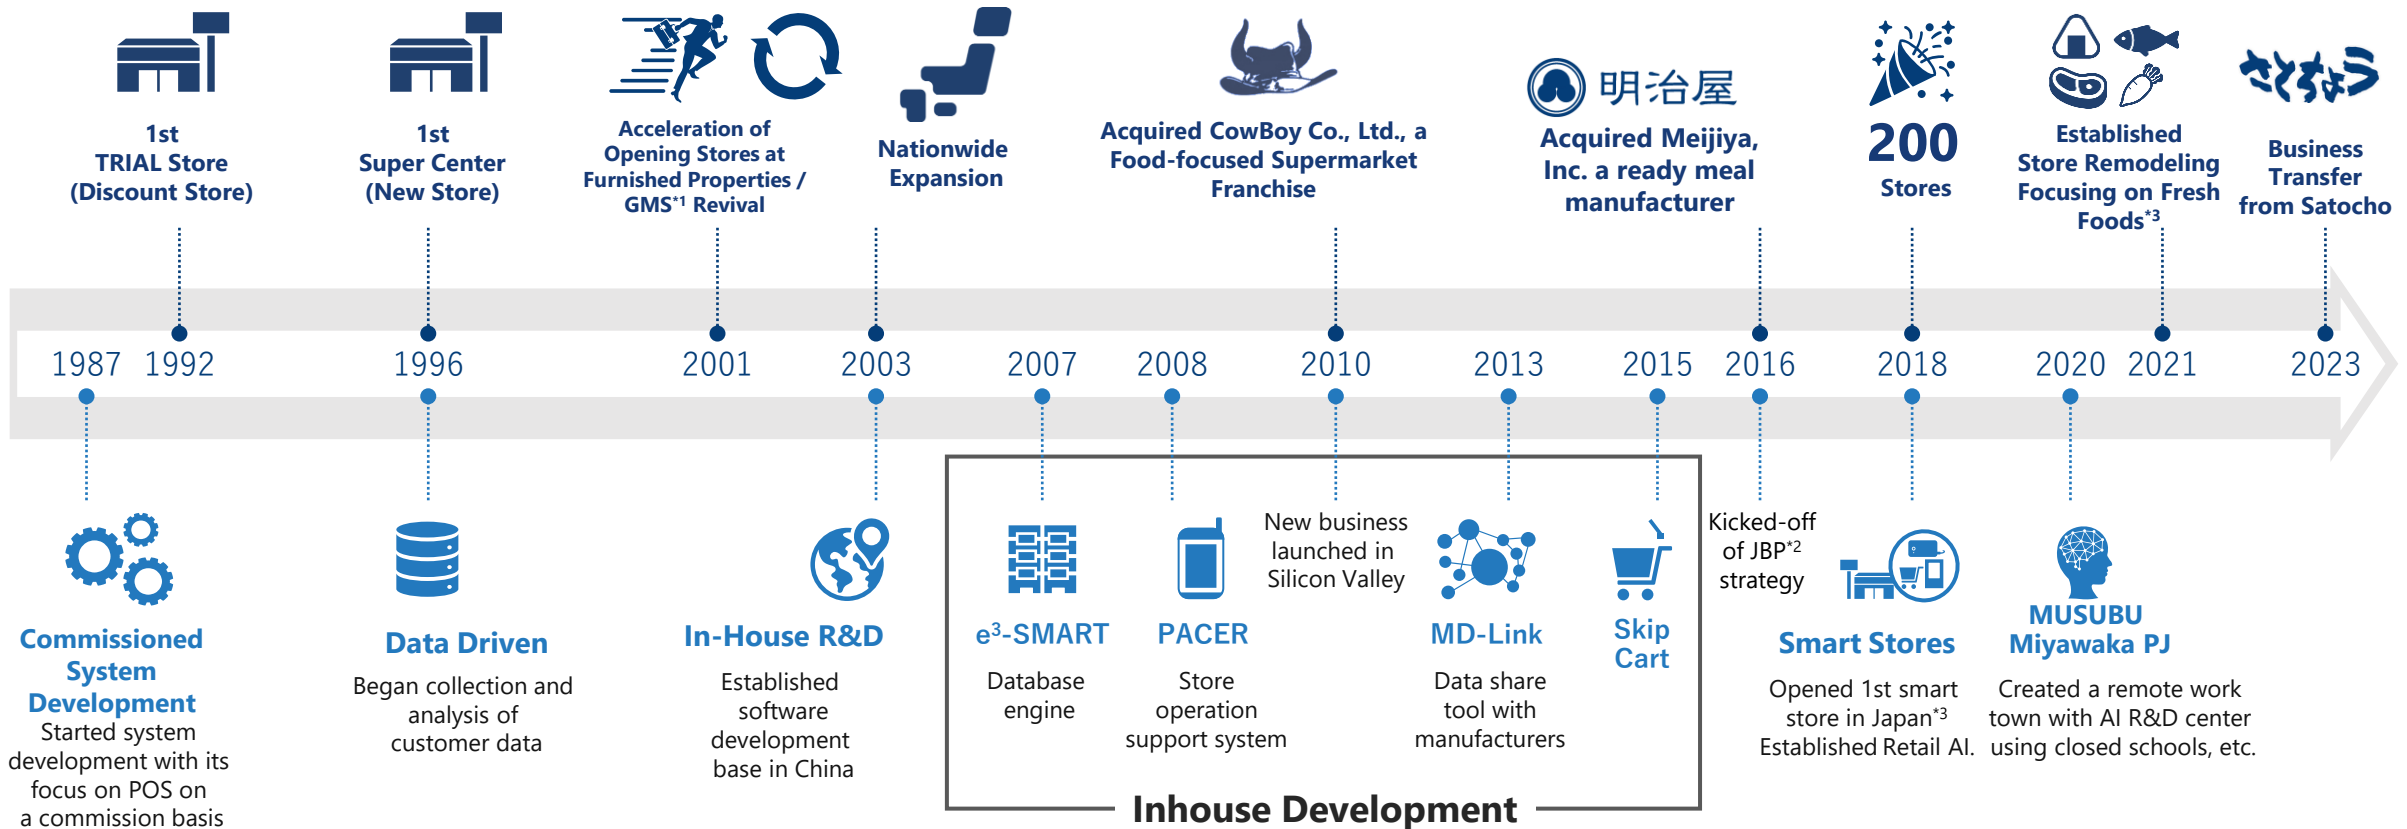 1st
TRIAL Store
(Discount Store)
1st
Super Center
(New Store)
Acceleration of
Opening Stores at
Furnished Properties /
GMS*1 Revival
Nationwide
Expansion
Acquired CowBoy Co., Ltd., a
Food-focused Supermarket
Franchise
明治屋
Acquired Meijiya,
Inc. a ready meal
manufacturer
200
Stores
Established
Store Remodeling
Focusing on Fresh
Foods*3
さとちょう
Business
Transfer
from Satocho
1987 1992 1996 2001 2003 2007 2008 2010 2013 2015 2016 2018 2020 2021 2023
Commissioned
System
Development
Started system
development with its
focus on POS on
a commission basis
Data Driven
Began collection and
analysis of
customer data
In-House R&D
Established
software
development
base in China
e³-SMART
Database
engine
PACER
Store
operation
support system
New business
launched in
Silicon Valley
MD-Link
Data share
tool with
manufacturers
Skip
Cart
Inhouse Development
Kicked-off
of JBP*2
strategy
Smart Stores
Opened 1st smart
store in Japan*3
Established Retail AI.
MUSUBU
Miyawaka PJ
Created a remote work
town with AI R&D center
using closed schools, etc.